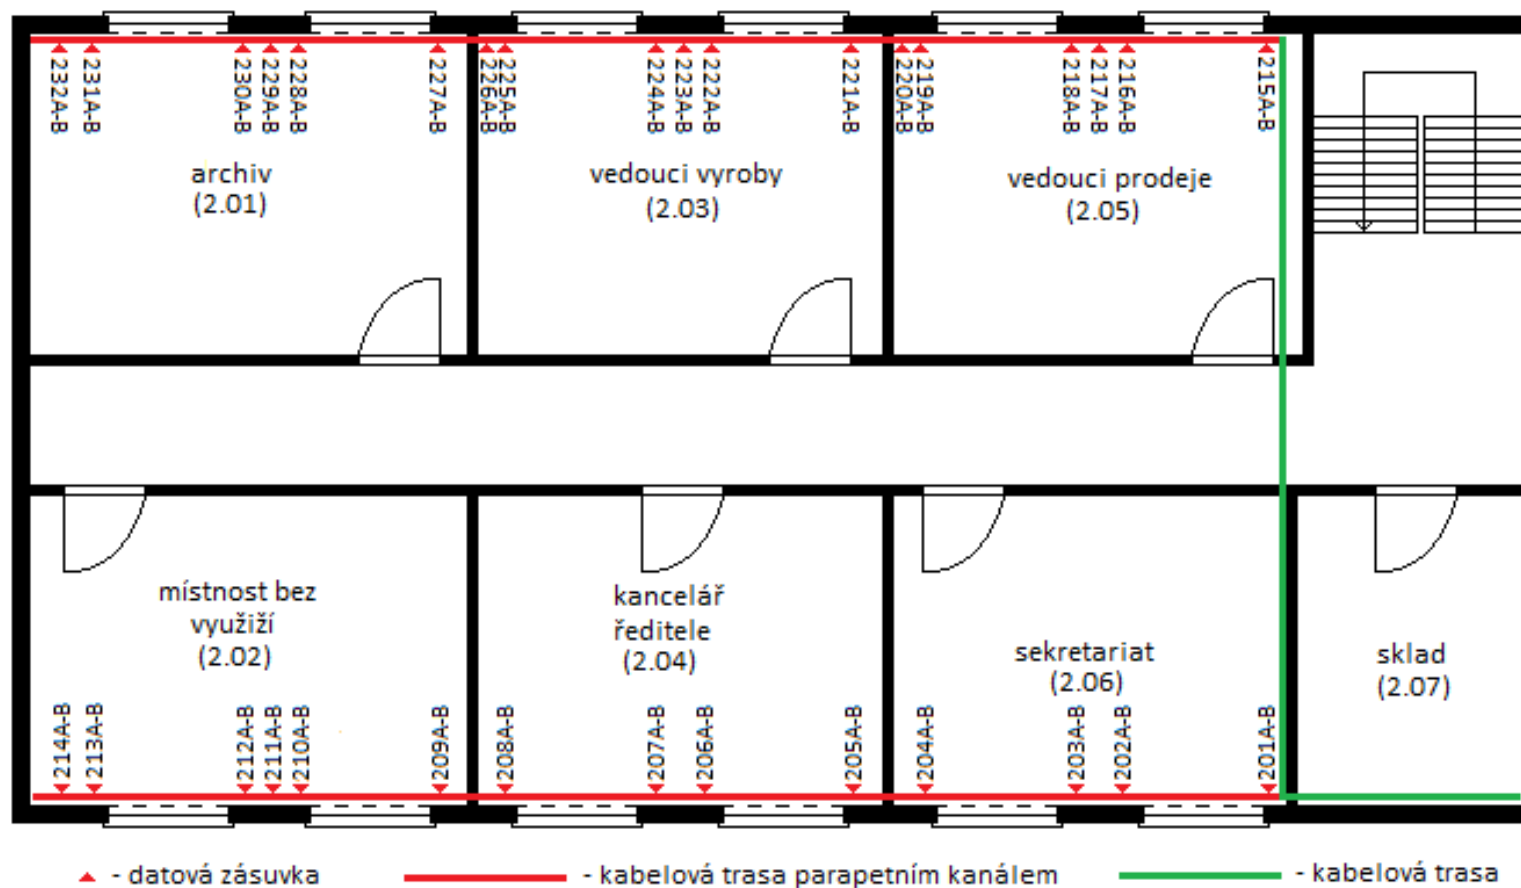 232A-B
231A-B
230A-B
229A-B
228A-B
227A-B
226A-B
225A-B
224A-B
223A-B
222A-B
221A-B
220A-B
219A-B
218A-B
217A-B
216A-B
215A-B
archiv
(2.01)
vedouci vyroby
(2.03)
vedouci prodeje
(2.05)
místnost bez
využiží
(2.02)
kancelář
ředitele
(2.04)
sekretariat
(2.06)
sklad
(2.07)
214A-B
213A-B
212A-B
211A-B
210A-B
209A-B
208A-B
207A-B
206A-B
205A-B
204A-B
203A-B
202A-B
201A-B
- datová zásuvka
- kabelová trasa parapetním kanálem
- kabelová trasa